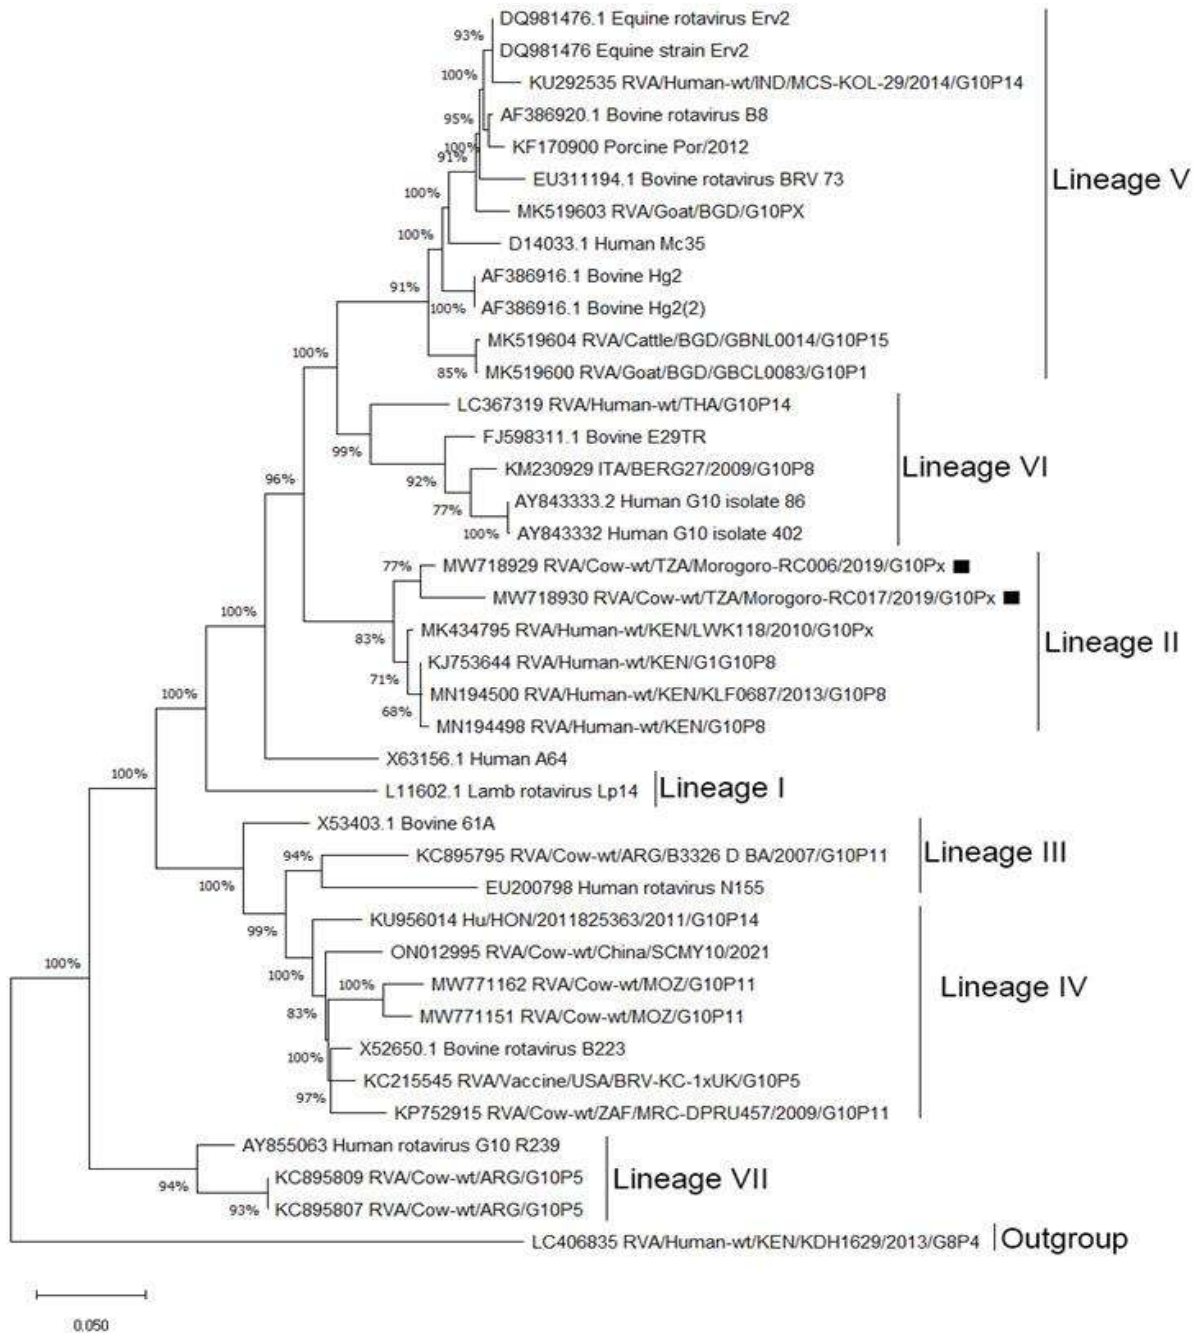 DQ981476.1 Equine rotavirus Erv2
93%
DQ981476 Equine strain Erv2
100%
KU292535 RVA/Human-wt/IND/MCS-KOL-29/2014/G10P14
95%
AF386920.1 Bovine rotavirus B8
100%
KF170900 Porcine Por/2012
91%
EU311194.1 Bovine rotavirus BRV 73
Lineage V
100%
MK519603 RVA/Goat/BGD/G10PX
100%
D14033.1 Human Mc35
AF386916.1 Bovine Hg2
91%
100%
AF386916.1 Bovine Hg2(2)
MK519604 RVA/Cattle/BGD/GBNL0014/G10P15
100%
85%
MK519600 RVA/Goat/BGD/GBCL0083/G10P1
LC367319 RVA/Human-wt/THA/G10P14
99%
FJ598311.1 Bovine E29TR
92%
KM230929 ITA/BERG27/2009/G10P8
Lineage VI
96%
77%
AY843333.2 Human G10 isolate 86
100%
AY843332 Human G10 isolate 402
77%
MW718929 RVA/Cow-wt/TZA/Morogoro-RC006/2019/G10Px
MW718930 RVA/Cow-wt/TZA/Morogoro-RC017/2019/G10Px
100%
83%
MK434795 RVA/Human-wt/KEN/LWK118/2010/G10Px
Lineage II
KJ753644 RVA/Human-wt/KEN/G1G10P8
71%
MN194500 RVA/Human-wt/KEN/KLF0687/2013/G10P8
100%
68%
MN194498 RVA/Human-wt/KEN/G10P8
X63156.1 Human A64
100%
L11602.1 Lamb rotavirus Lp14
Lineage I
X53403.1 Bovine 61A
94%
KC895795 RVA/Cow-wt/ARG/B3326 D BA/2007/G10P11
Lineage III
100%
EU200798 Human rotavirus N155
99%
KU956014 Hu/HON/2011825363/2011/G10P14
100%
ON012995 RVA/Cow-wt/China/SCMY10/2021
100%
100%
MW771162 RVA/Cow-wt/MOZ/G10P11
Lineage IV
83%
MW771151 RVA/Cow-wt/MOZ/G10P11
100%
X52650.1 Bovine rotavirus B223
KC215545 RVA/Vaccine/USA/BRV-KC-1xUK/G10P5
97%
KP752915 RVA/Cow-wt/ZAF/MRC-DPRU457/2009/G10P11
AY855063 Human rotavirus G10 R239
94%
KC895809 RVA/Cow-wt/ARG/G10P5
Lineage VII
93%
KC895807 RVA/Cow-wt/ARG/G10P5
LC406835 RVA/Human-wt/KEN/KDH1629/2013/G8P4
Outgroup
0.050